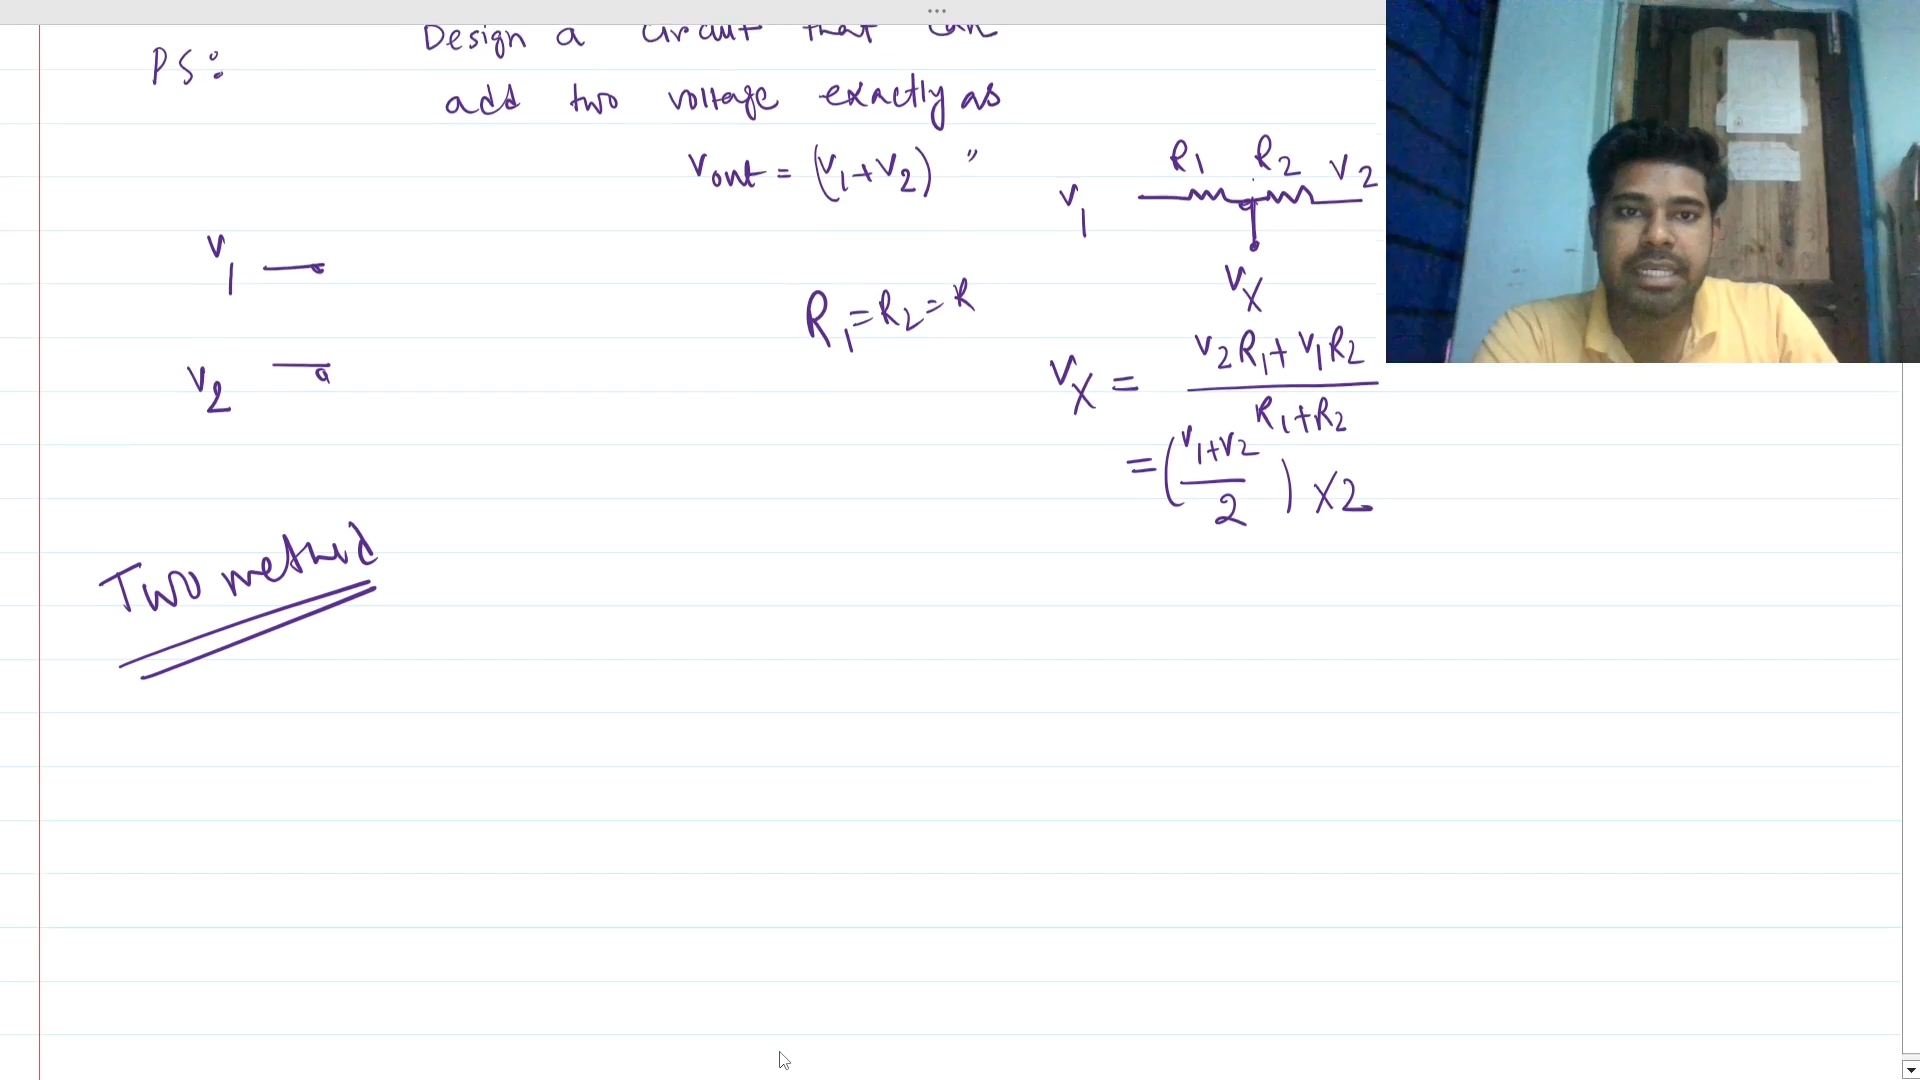 PS: Design a circuit that can
add two voltage exactly as
Vout = (V1+V2) "
R1 R2 V2
V1
Vx
V1
R1=R2=R
V2
Vx = V2R1+V1R2
R1+R2
= (V1+V2
2) X2
Two method